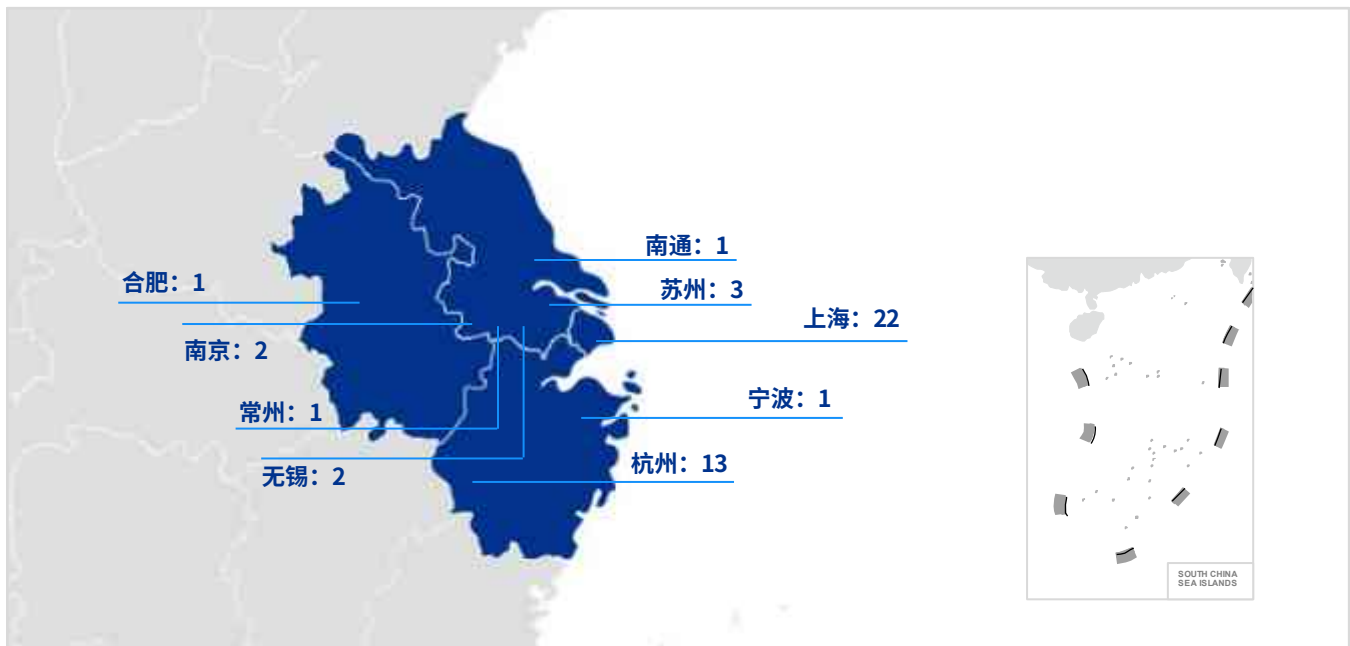 南通：1
合肥：1
苏州：3
上海：22
南京：2
宁波：1
常州：1
杭州：13
无锡：2
SOUTH CHINA
SEA ISLANDS